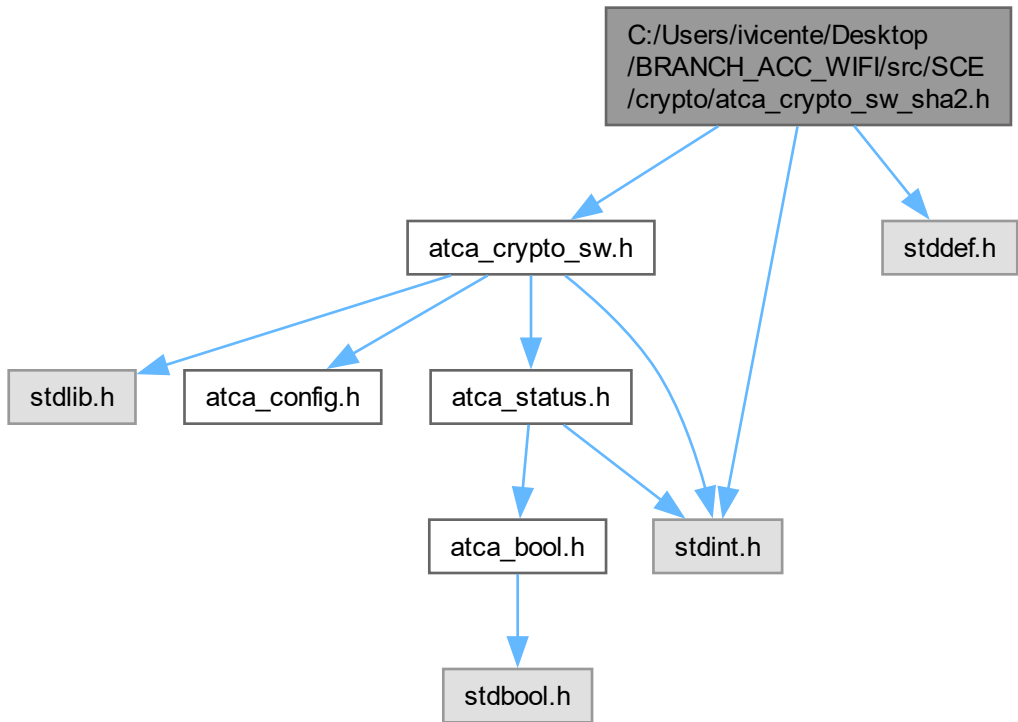 C:/Users/ivicente/Desktop
/BRANCH_ACC_WIFI/src/SCE
/crypto/atca_crypto_sw_sha2.h
atca_crypto_sw.h
stddef.h
stdlib.h
atca_config.h
atca_status.h
atca_bool.h
stdint.h
stdbool.h